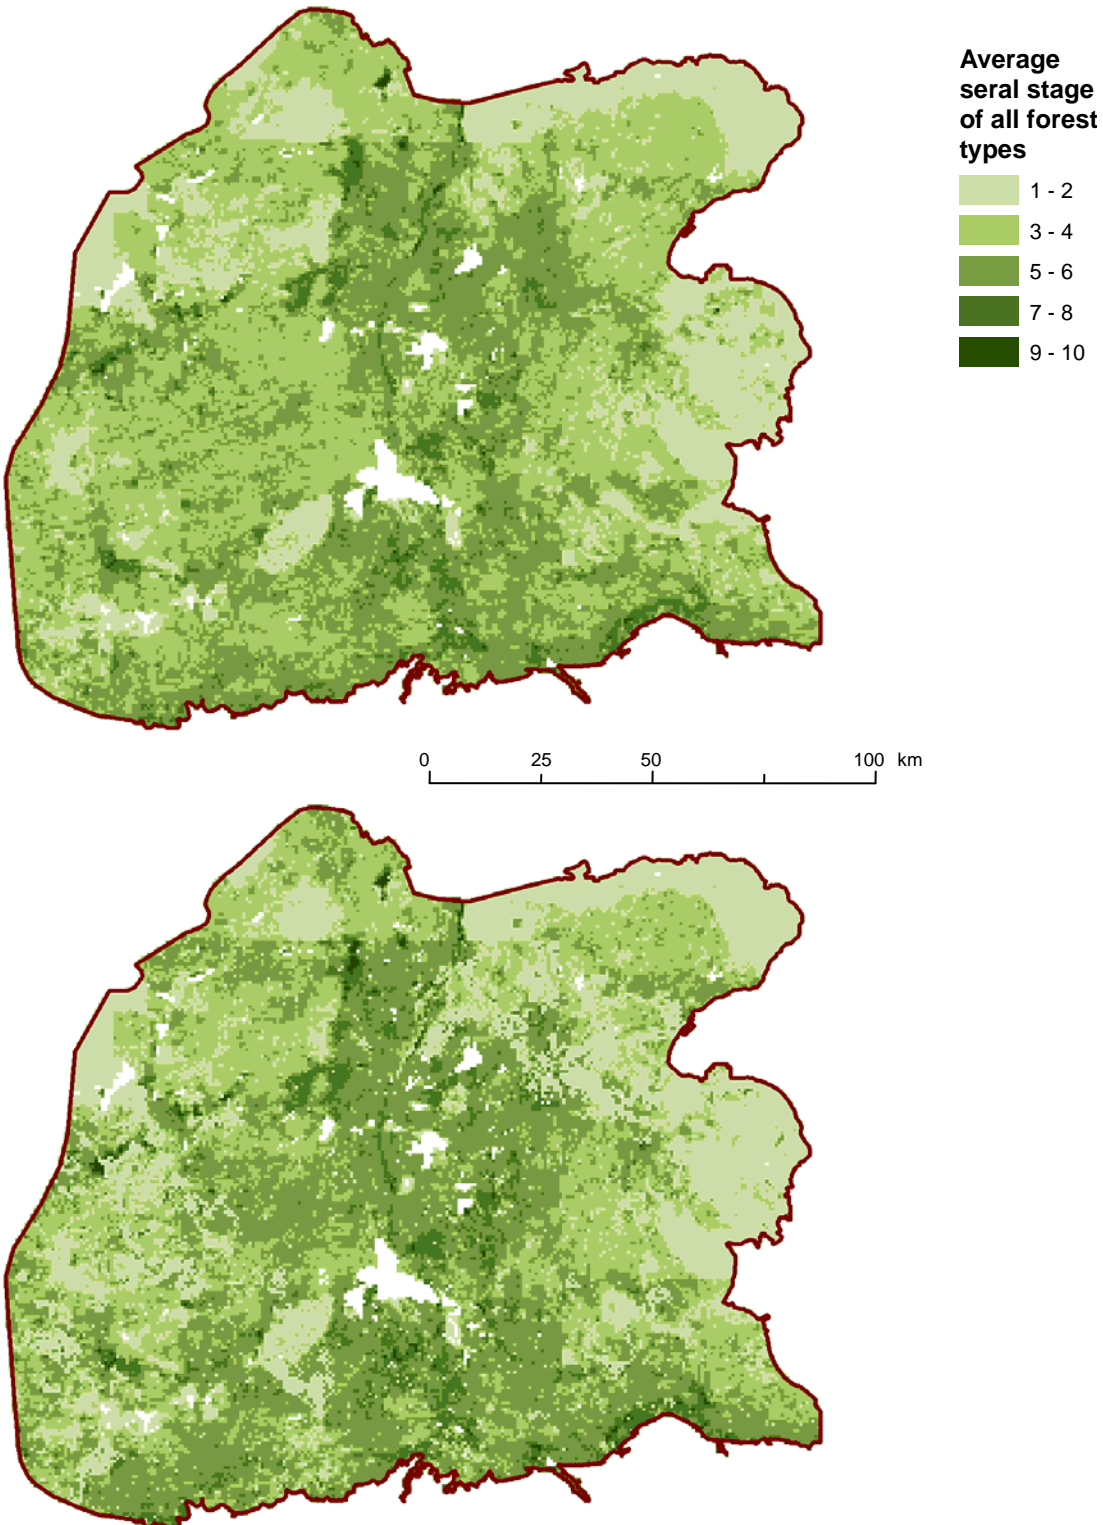 Average
seral stage
of all forest
types
1 - 2
3 - 4
5 - 6
7 - 8
9 - 10
0 25 50 100 km